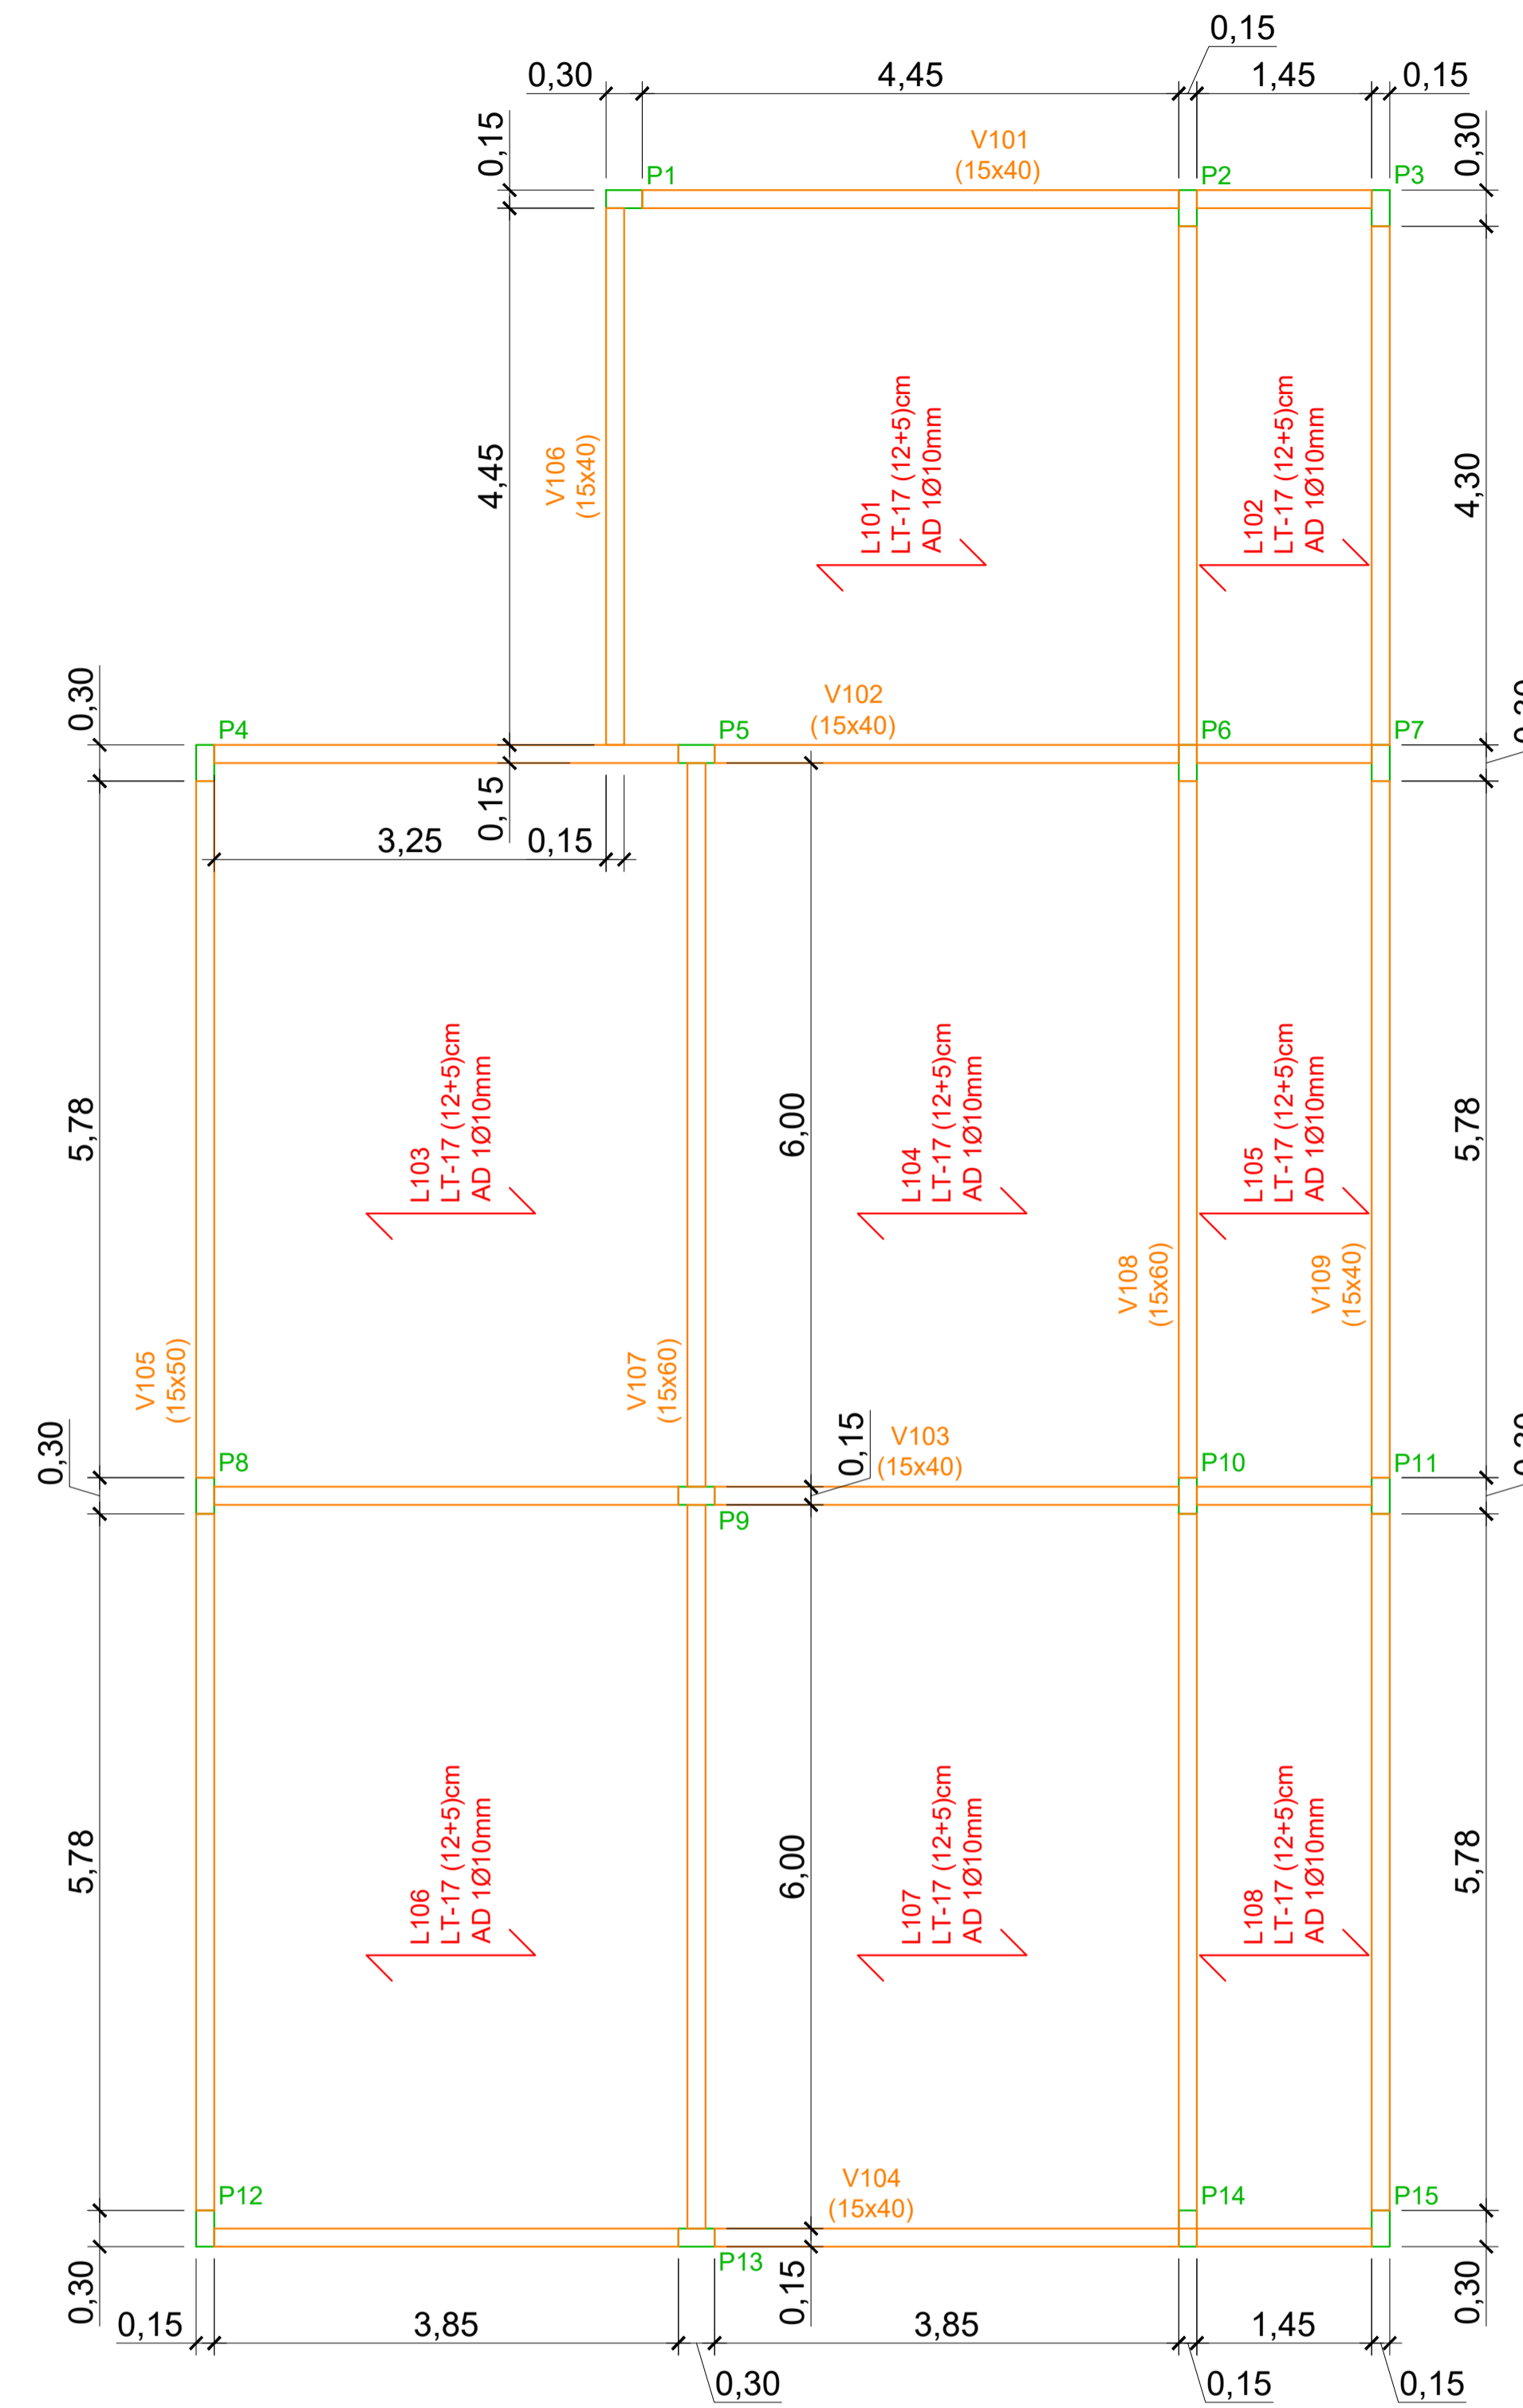 0,15
0,30
4,45
1,45
0,15
0,15
0,30
P1
V101
(15x40)
P2
P3
4,45
V106
(15x40)
L101
LT-17 (12+5)cm
AD 1Ø10mm
L102
LT-17 (12+5)cm
AD 1Ø10mm
4,30
0,30
P4
P5
V102
(15x40)
P6
P7
3,25
0,15
0,15
5,78
L103
LT-17 (12+5)cm
AD 1Ø10mm
6,00
L104
LT-17 (12+5)cm
AD 1Ø10mm
L105
LT-17 (12+5)cm
AD 1Ø10mm
5,78
V105
(15x50)
V107
(15x60)
V108
(15x60)
V109
(15x40)
0,30
P8
0,15
V103
(15x40)
P9
P10
P11
5,78
L106
LT-17 (12+5)cm
AD 1Ø10mm
6,00
L107
LT-17 (12+5)cm
AD 1Ø10mm
L108
LT-17 (12+5)cm
AD 1Ø10mm
5,78
P12
V104
(15x40)
P14
P15
P13
0,30
0,15
0,30
0,15
3,85
3,85
1,45
0,30
0,15
0,15